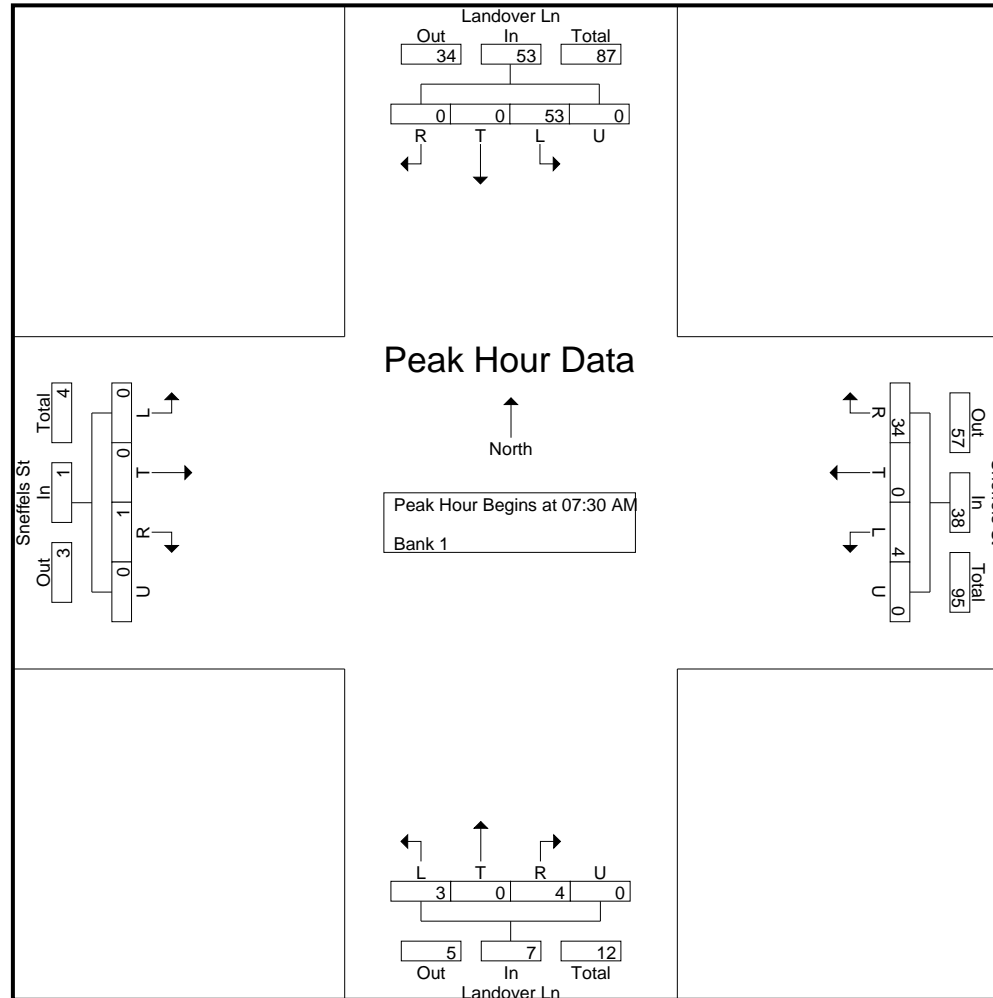 Landover Ln
Out In Total
34 53 87
0 0 53 0
R T L U
Peak Hour Data
North
Peak Hour Begins at 07:30 AM
Bank 1
Sneffels St
Total In Out
4 1 3
0 0 1 0
L T R U
Out In Total
57 38 95
34 0 4 0
R T L U
L T R U
3 0 4 0
5 7 12
Out In Total
Landover Ln